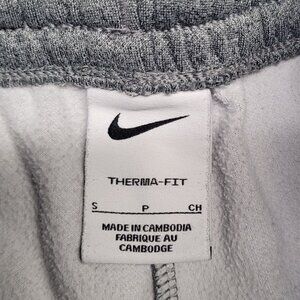 THERMA-FIT
S P CH
MADE IN CAMBODIA
FABRIQUE AU
CAMBODGE